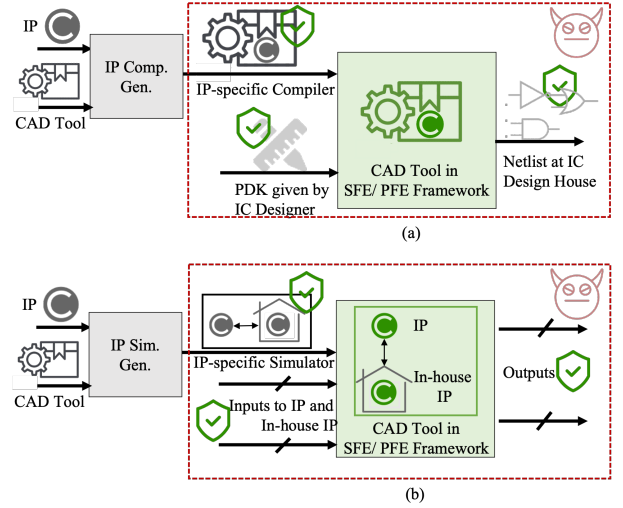 IP
IP Comp.
Gen.
CAD Tool
IP-specific Compiler
PDK given by
IC Designer
CAD Tool in
SFE/ PFE Framework
Netlist at IC
Design House
(a)
IP
IP Sim.
Gen.
CAD Tool
IP-specific Simulator
Inputs to IP and
In-house IP
IP
In-house
IP
CAD Tool in
SFE/ PFE Framework
Outputs
(b)